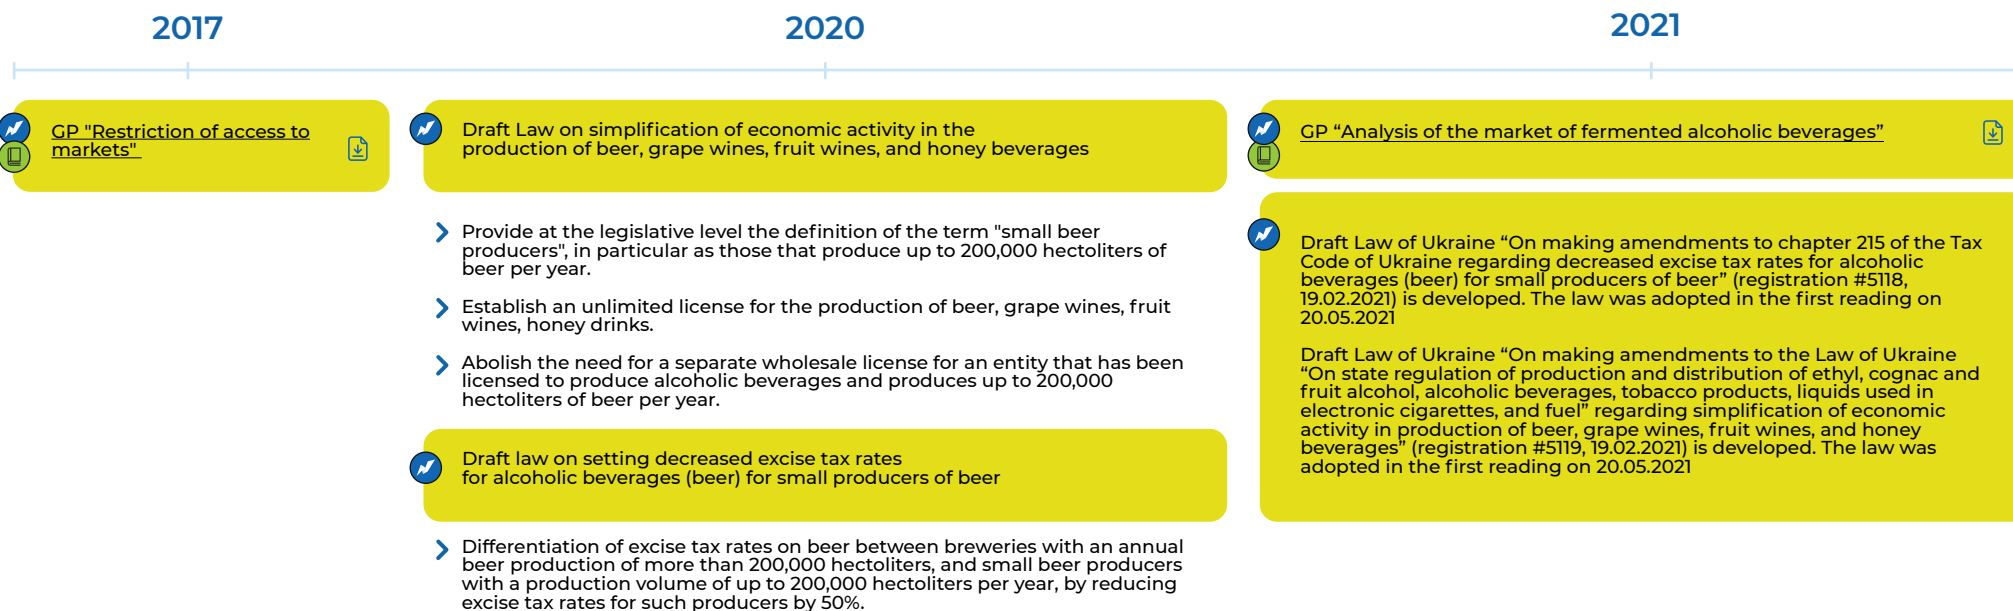 2017
2020
2021
GP "Restriction of access to
markets"
Draft Law on simplification of economic activity in the
production of beer, grape wines, fruit wines, and honey beverages
Provide at the legislative level the definition of the term "small beer
producers", in particular as those that produce up to 200,000 hectoliters of
beer per year.
Establish an unlimited license for the production of beer, grape wines, fruit
wines, honey drinks.
Abolish the need for a separate wholesale license for an entity that has been
licensed to produce alcoholic beverages and produces up to 200,000
hectoliters of beer per year.
Draft law on setting decreased excise tax rates
for alcoholic beverages (beer) for small producers of beer
Differentiation of excise tax rates on beer between breweries with an annual
beer production of more than 200,000 hectoliters, and small beer producers
with a production volume of up to 200,000 hectoliters per year, by reducing
excise tax rates for such producers by 50%.
GP “Analysis of the market of fermented alcoholic beverages”
Draft Law of Ukraine “On making amendments to chapter 215 of the Tax
Code of Ukraine regarding decreased excise tax rates for alcoholic
beverages (beer) for small producers of beer” (registration #5118,
19.02.2021) is developed. The law was adopted in the first reading on
20.05.2021
Draft Law of Ukraine “On making amendments to the Law of Ukraine
“On state regulation of production and distribution of ethyl, cognac and
fruit alcohol, alcoholic beverages, tobacco products, liquids used in
electronic cigarettes, and fuel” regarding simplification of economic
activity in production of beer, grape wines, fruit wines, and honey
beverages” (registration #5119, 19.02.2021) is developed. The law was
adopted in the first reading on 20.05.2021